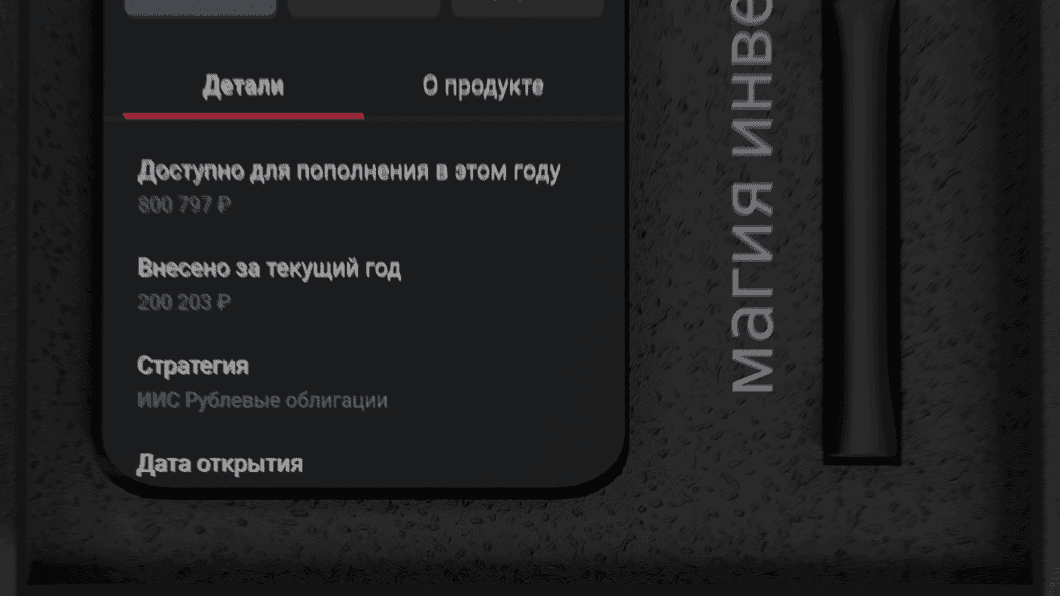 Детали
О продукте
Доступно для пополнения в этом году
800 797 ₽
Внесено за текущий год
200 203 ₽
Стратегия
ИИС Рублевые облигации
Дата открытия
магия